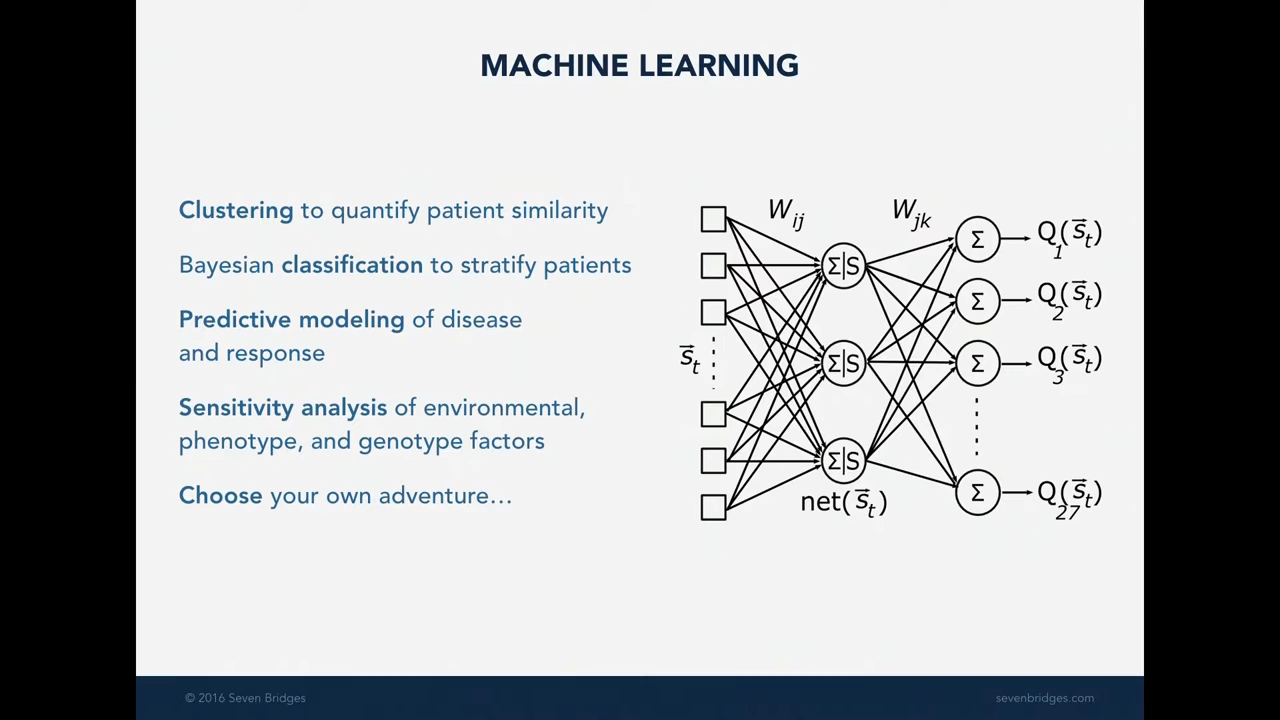 MACHINE LEARNING
Clustering to quantify patient similarity
Bayesian classification to stratify patients
Predictive modeling of disease
and response
Sensitivity analysis of environmental,
phenotype, and genotype factors
Choose your own adventure…
W_ij W_jk
s⃗_t
Σ|S
Σ|S
Σ|S
net(s⃗_t)
Σ Q_1(s⃗_t)
Σ Q_2(s⃗_t)
Σ Q_3(s⃗_t)
Σ Q_27(s⃗_t)
© 2016 Seven Bridges
sevenbridges.com